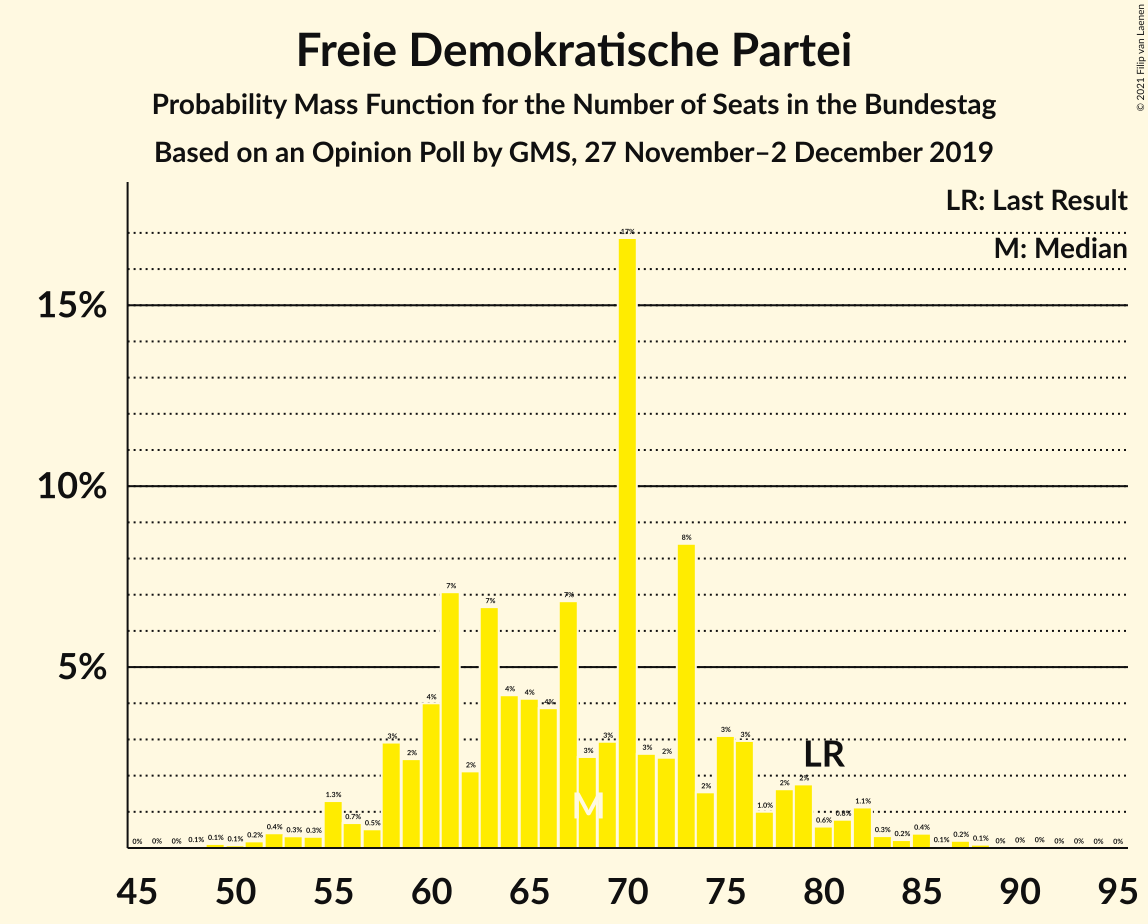 © 2021 Filip van Laenen
Freie Demokratische Partei
Probability Mass Function for the Number of Seats in the Bundestag
Based on an Opinion Poll by GMS, 27 November–2 December 2019
LR: Last Result
M: Median
15%
10%
5%
0% 0% 0% 0.1% 0.1% 0.1% 0.2% 0.4% 0.3% 0.3% 1.3% 0.7% 0.5% 3% 2% 4% 7% 2% 7% 4% 4% 4% 7% 3% 3% 17% 3% 2% 8% 2% 3% 3% 1.0% 2% 2% 0.6% 0.8% 1.1% 0.3% 0.2% 0.4% 0.1% 0.2% 0.1% 0% 0% 0% 0% 0% 0% 0%
LR
M
45 50 55 60 65 70 75 80 85 90 95